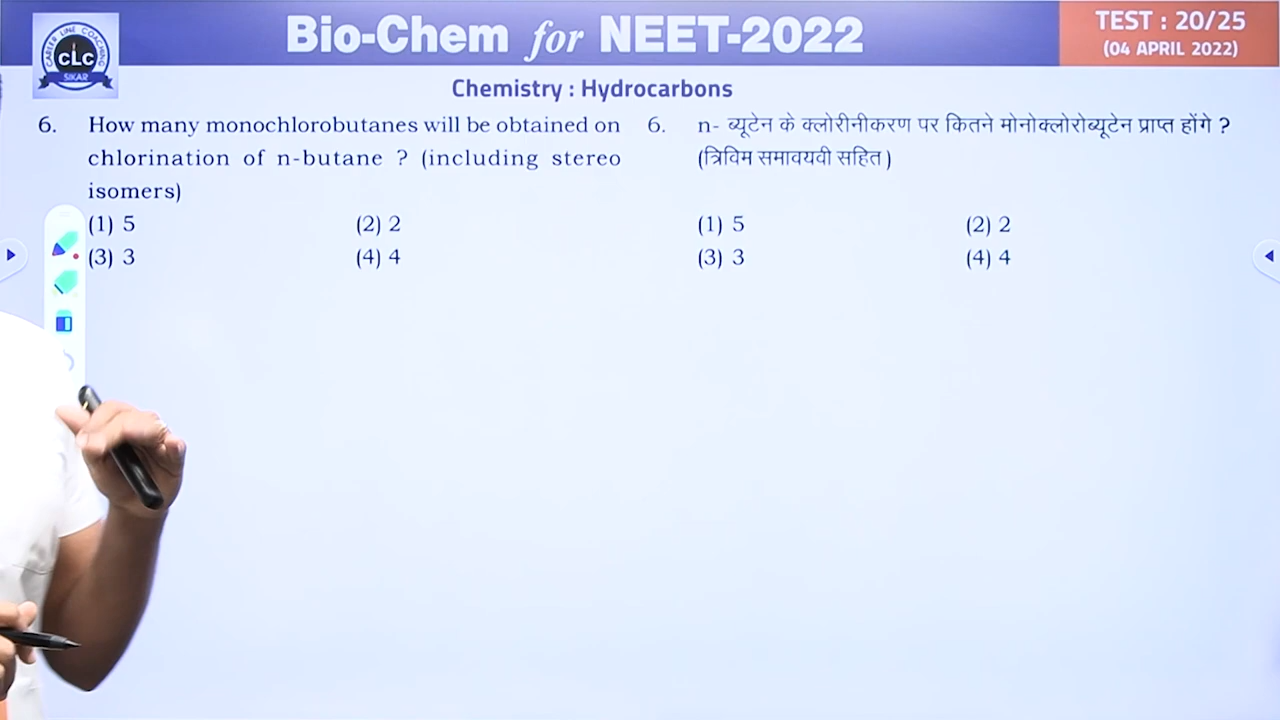 Bio-Chem for NEET-2022
TEST : 20/25
(04 APRIL 2022)
CAREER LINE COACHING
CLC
SIKAR
Chemistry : Hydrocarbons
6. How many monochlorobutanes will be obtained on
chlorination of n-butane ? (including stereo
isomers)
(1) 5 (2) 2
(3) 3 (4) 4
6. n- ब्यूटेन के क्लोरीनीकरण पर कितने मोनोक्लोरोब्यूटेन प्राप्त होंगे ?
(त्रिविम समावयवी सहित)
(1) 5 (2) 2
(3) 3 (4) 4